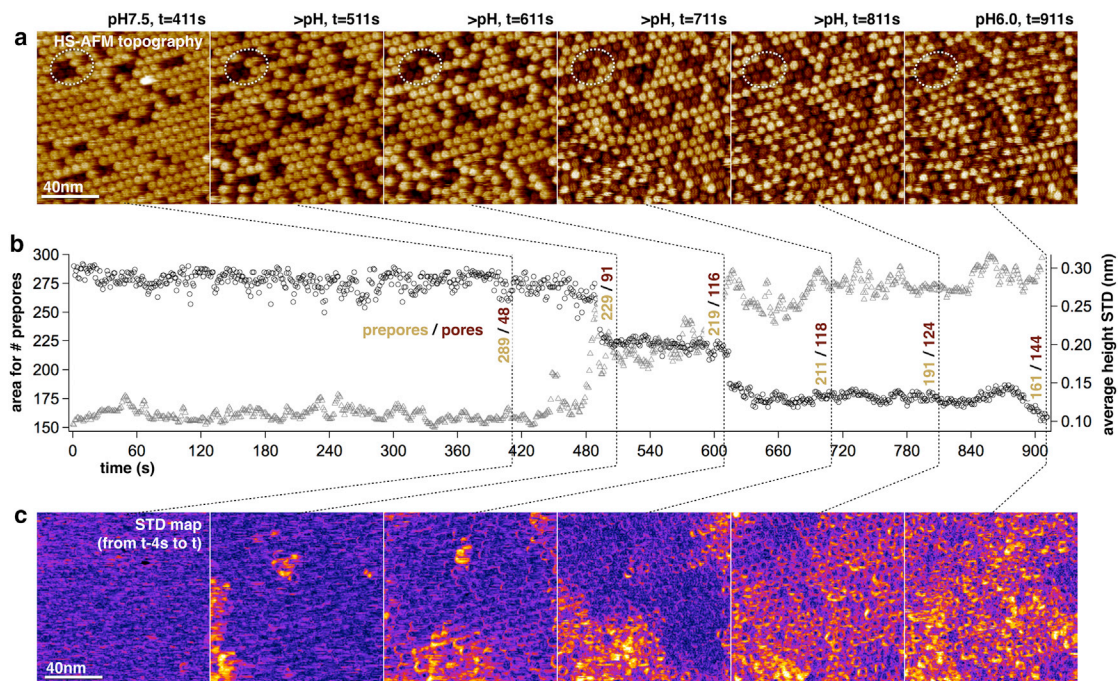 pH7.5, t=411s >pH, t=511s >pH, t=611s >pH, t=711s >pH, t=811s pH6.0, t=911s
a
HS-AFM topography
40nm
b
300
275
250
225
200
175
150
area for # prepores
prepores / pores
289 / 48
229 / 91
219 / 116
211 / 118
191 / 124
161 / 144
0.30
0.25
0.20
0.15
0.10
average height STD (nm)
0 60 120 180 240 300 360 420 480 540 600 660 720 780 840 900
time (s)
c
STD map
(from t-4s to t)
40nm